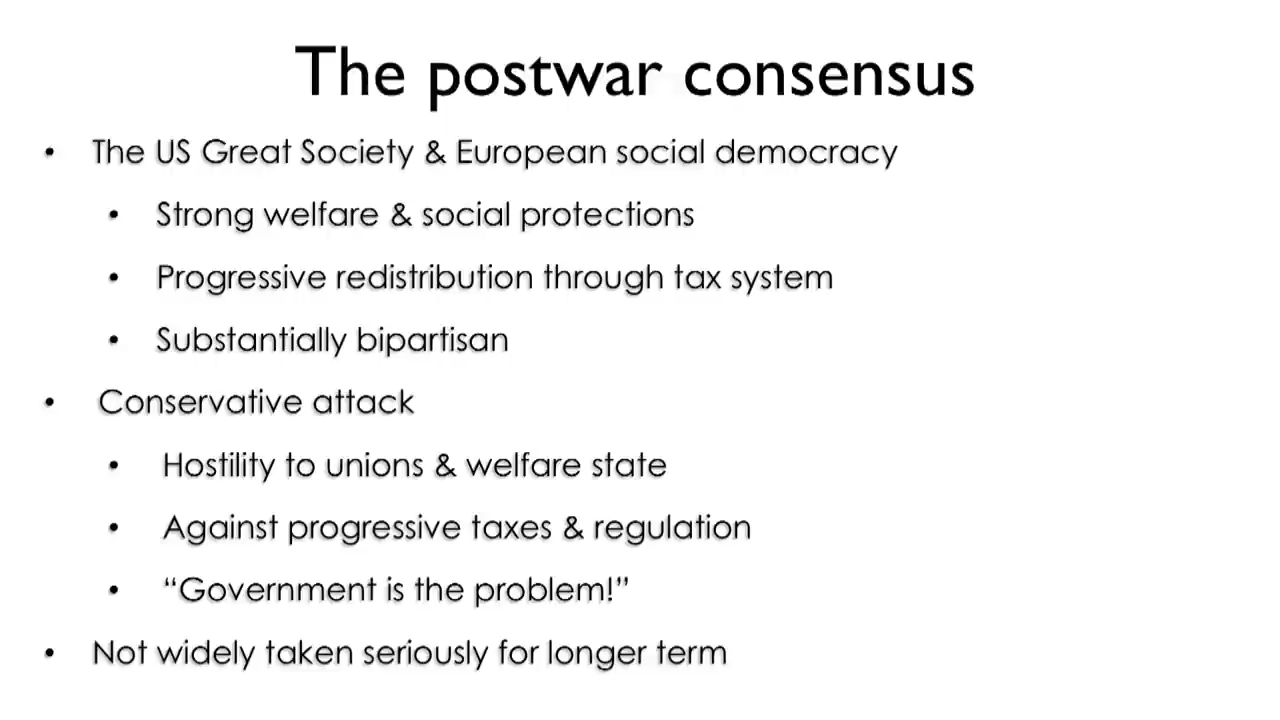 The postwar consensus
• The US Great Society & European social democracy
• Strong welfare & social protections
• Progressive redistribution through tax system
• Substantially bipartisan
• Conservative attack
• Hostility to unions & welfare state
• Against progressive taxes & regulation
• “Government is the problem!”
• Not widely taken seriously for longer term